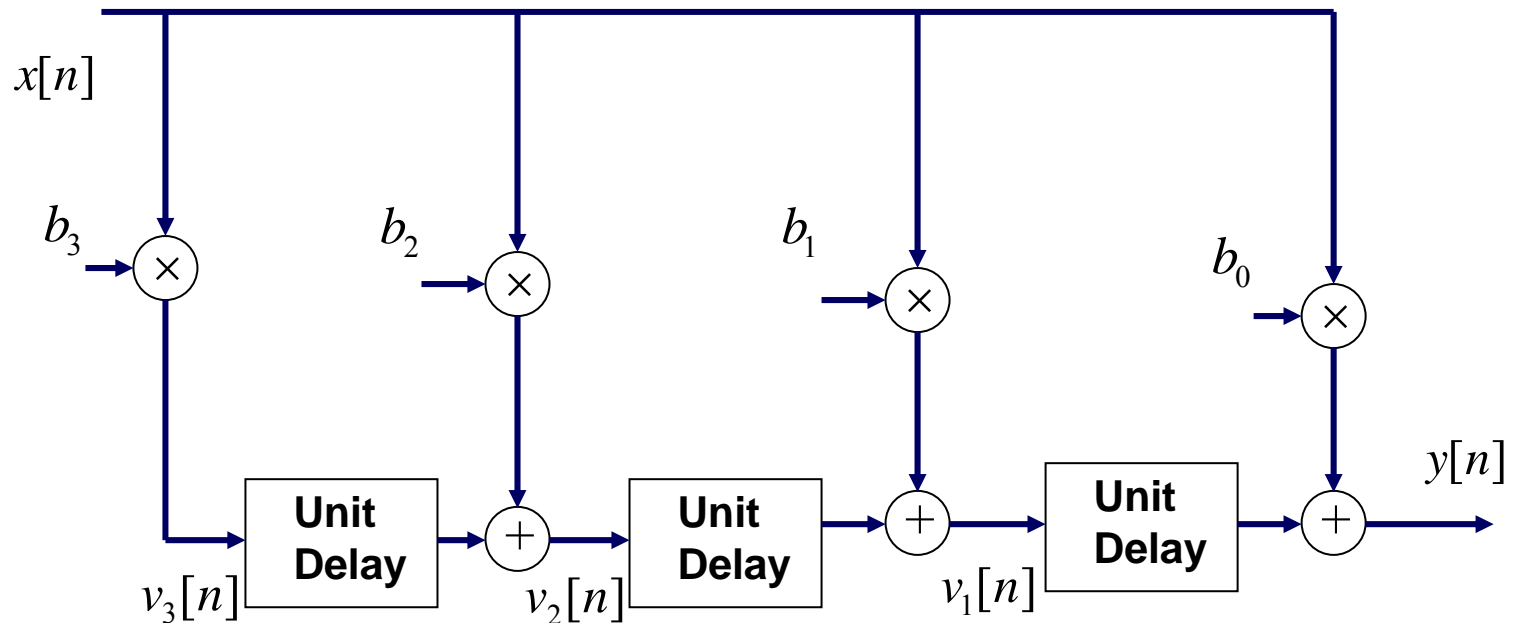 x[n]
b₃
b₂
b₁
b₀
×
×
×
×
y[n]
Unit
Delay
+
Unit
Delay
+
Unit
Delay
+
v₃[n]
v₂[n]
v₁[n]